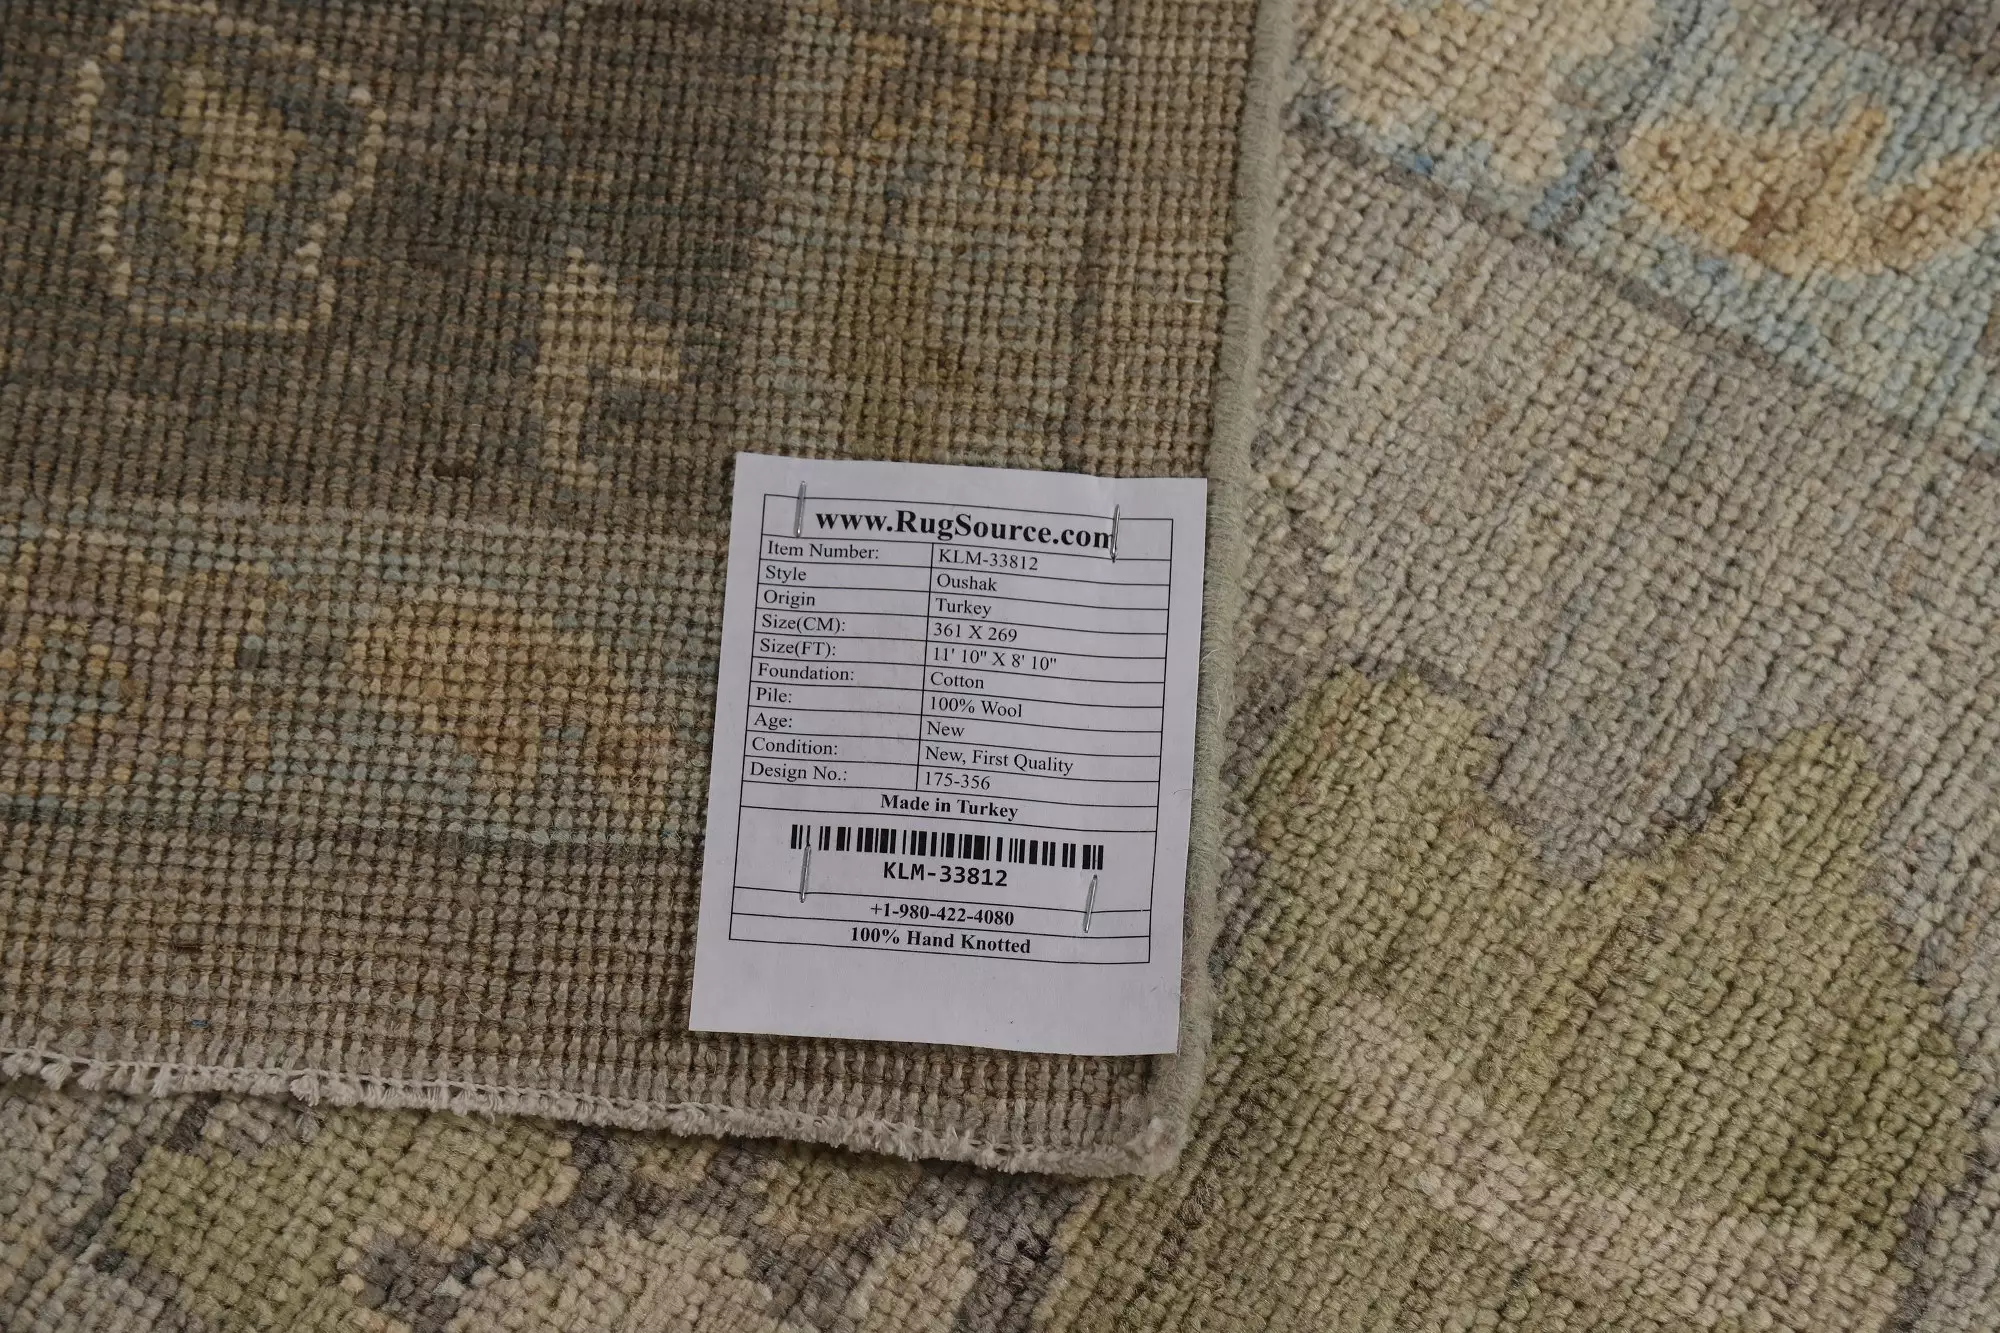 www.RugSource.com
Item Number: KLM-33812
Style Oushak
Origin Turkey
Size(CM): 361 X 269
Size(FT): 11' 10" X 8' 10"
Foundation: Cotton
Pile: 100% Wool
Age: New
Condition: New, First Quality
Design No.: 175-356
Made in Turkey
KLM-33812
+1-980-422-4080
100% Hand Knotted